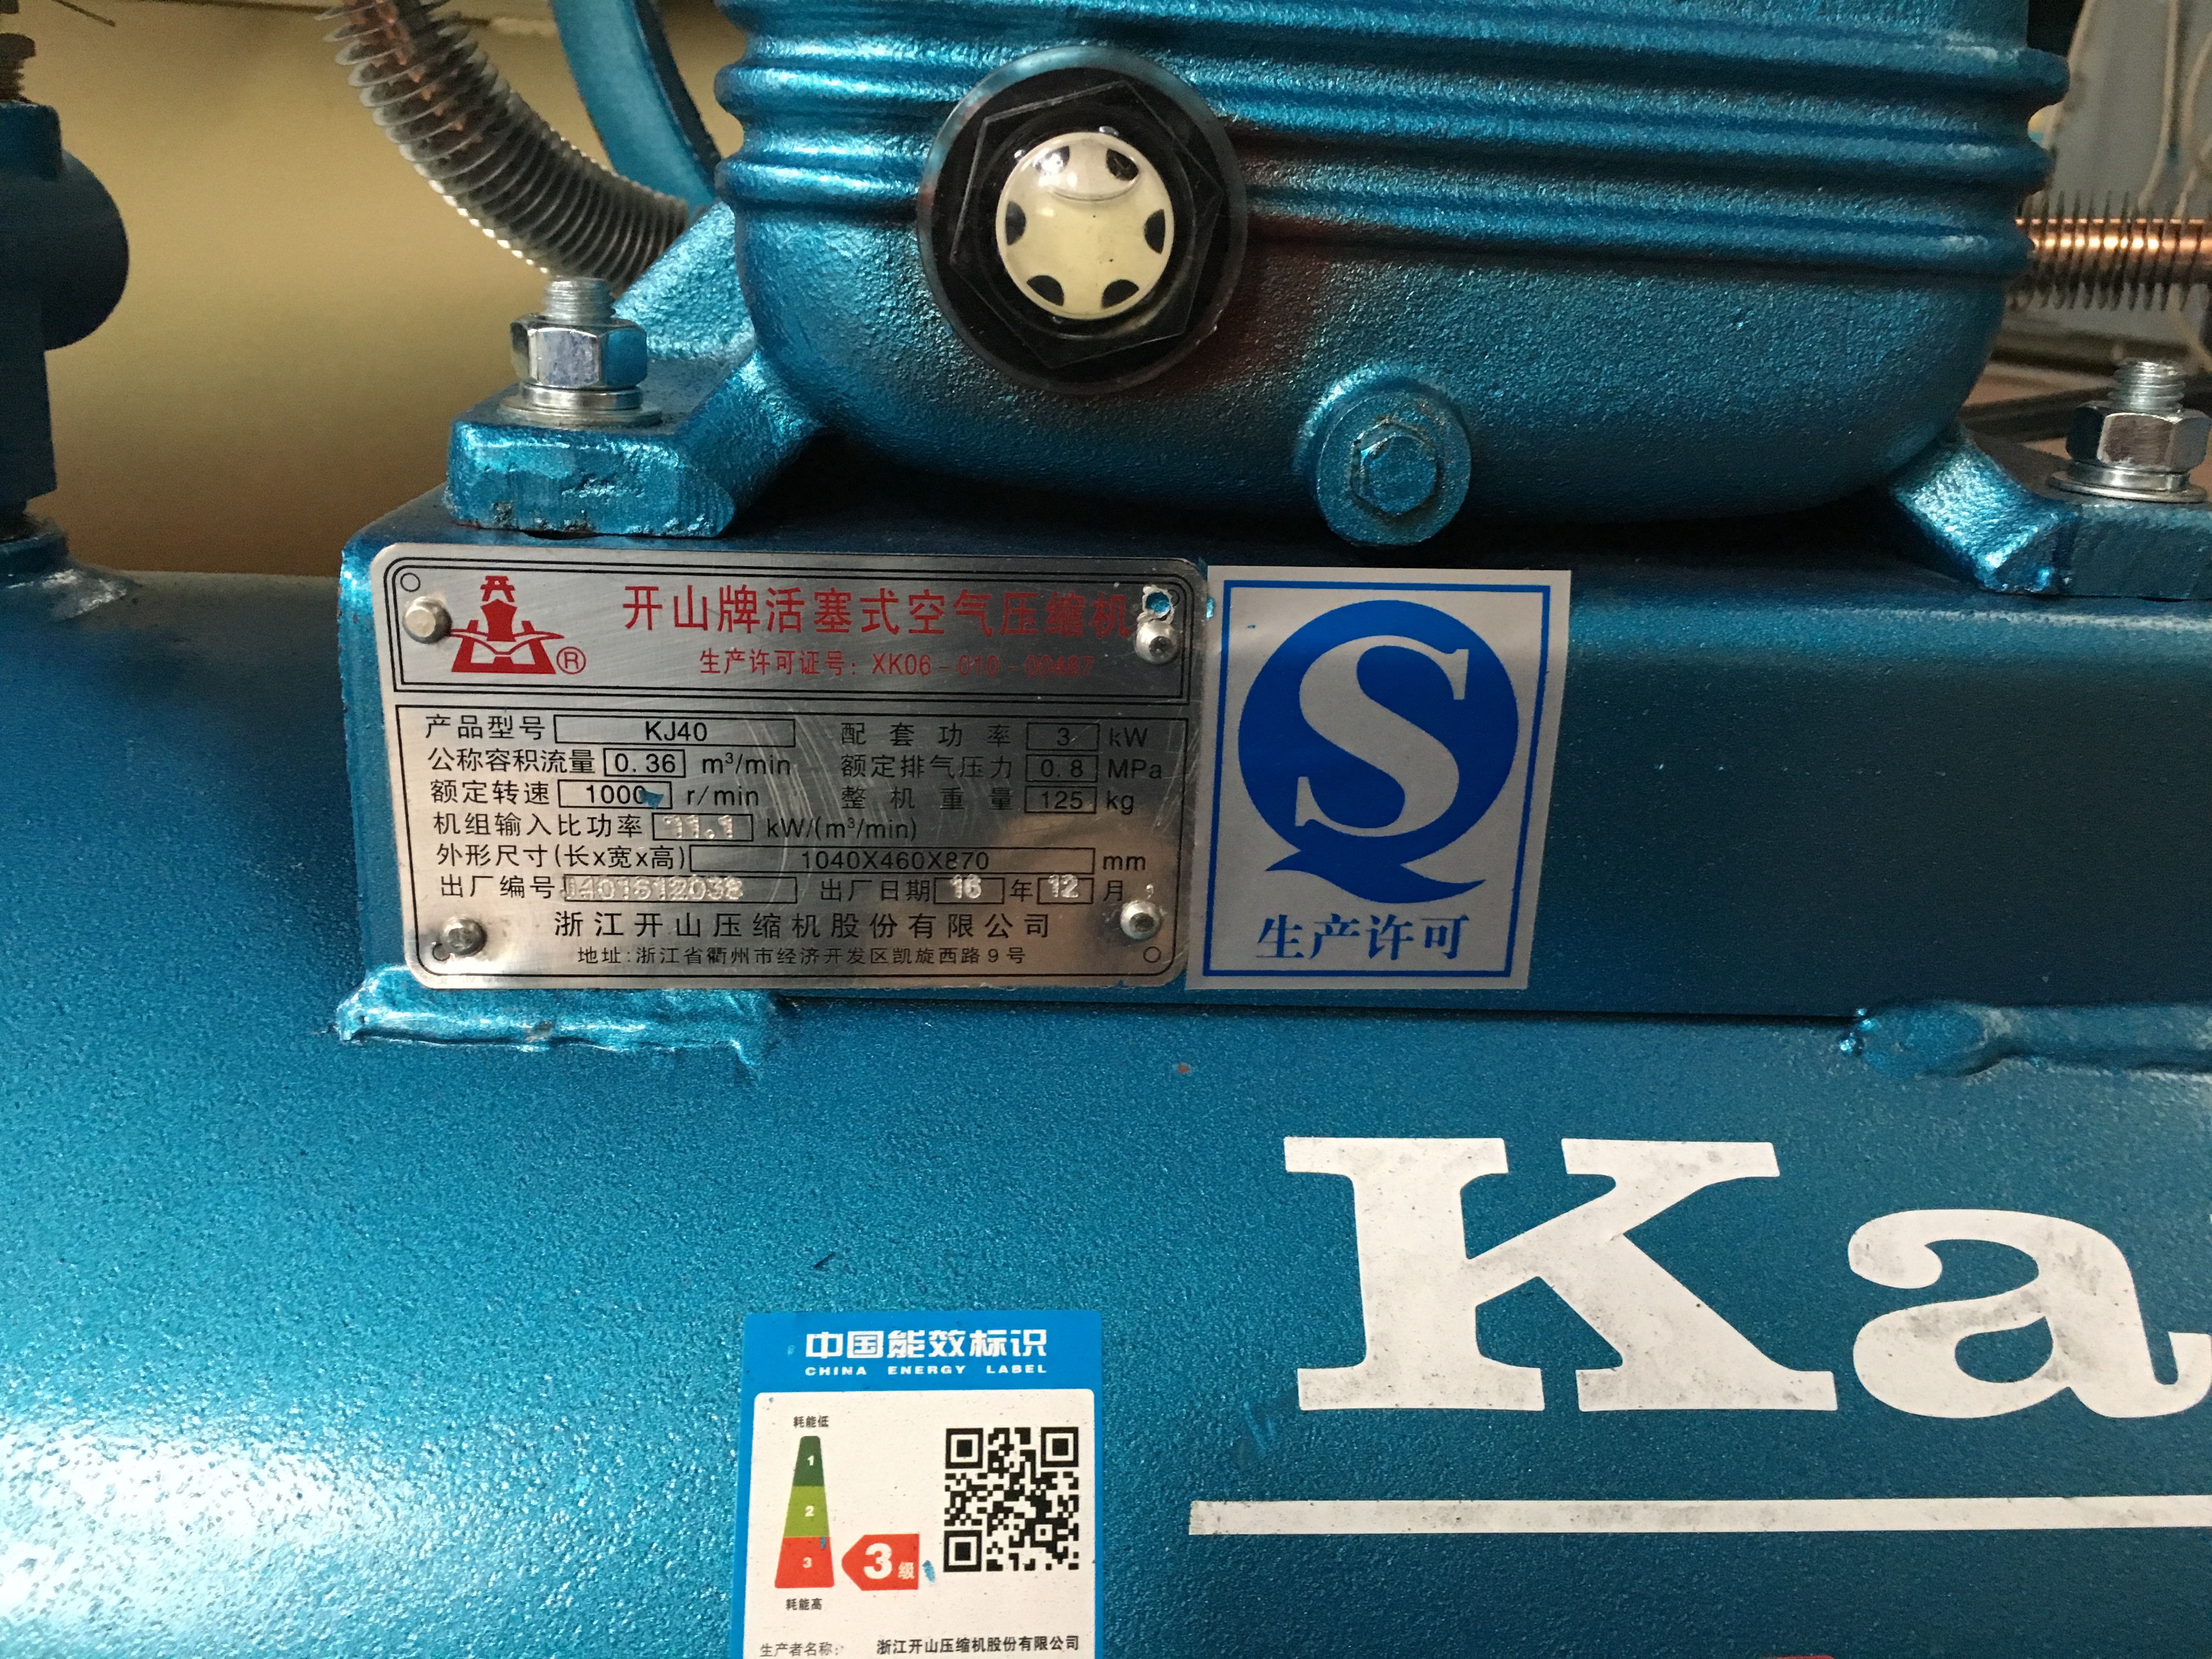 开山牌活塞式空气压缩机
®
生产许可证号: XK06-010-00487
产品型号 KJ40 配套功率 3 kW
公称容积流量 0.36 m³/min 额定排气压力 0.8 MPa
额定转速 1000 r/min 整机重量 125 kg
机组输入比功率 11.1 kW/(m³/min)
外形尺寸(长x宽x高) 1040X460X870 mm
出厂编号 出厂日期 16 年 12 月
浙江开山压缩机股份有限公司
地址:浙江省衢州市经济开发区凯旋西路9号
S
生产许可
Ka
中国能效标识
CHINA ENERGY LABEL
耗能低
1
2
3
3级
耗能高
生产者名称: 浙江开山压缩机股份有限公司